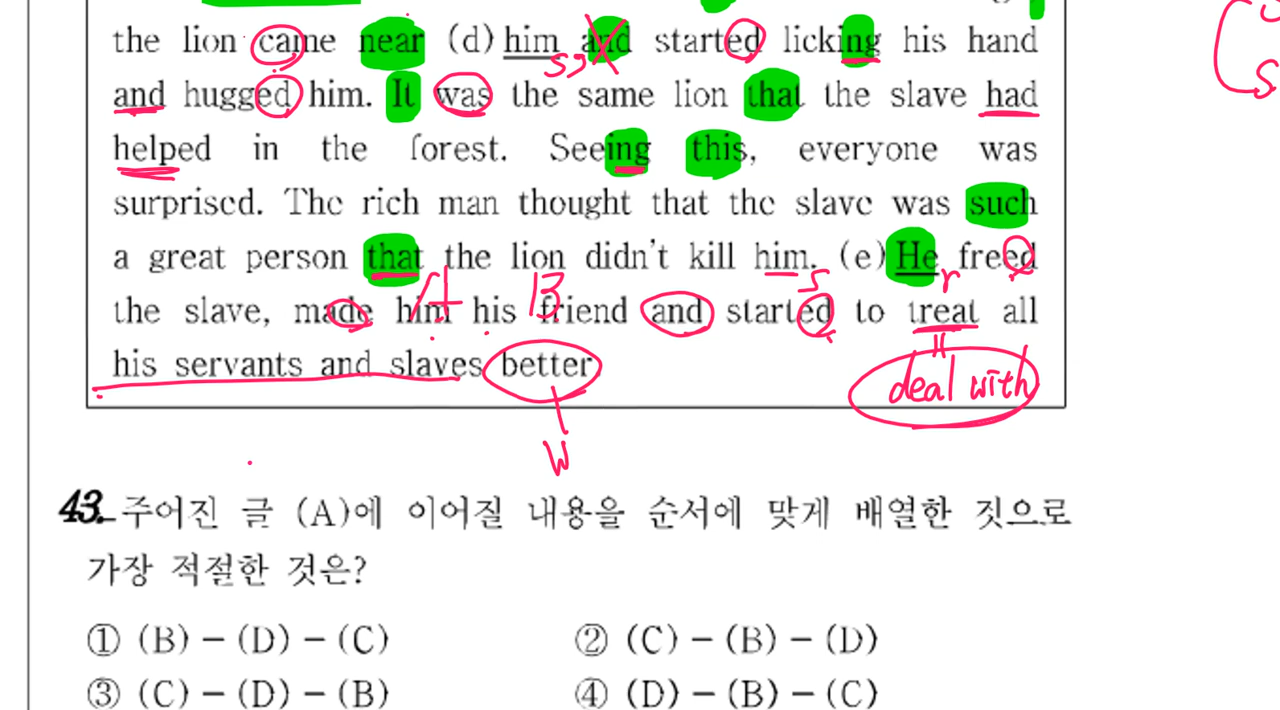 the lion came near (d) him and started licking his hand
and hugged him. It was the same lion that the slave had
helped in the forest. Seeing this, everyone was
surprised. The rich man thought that the slave was such
a great person that the lion didn't kill him. (e) He freed
A B s r
the slave, made him his friend and started to treat all
his servants and slaves better
deal with
W
43. 주어진 글 (A)에 이어질 내용을 순서에 맞게 배열한 것으로
가장 적절한 것은?
① (B) - (D) - (C) ② (C) - (B) - (D)
③ (C) - (D) - (B) ④ (D) - (B) - (C)